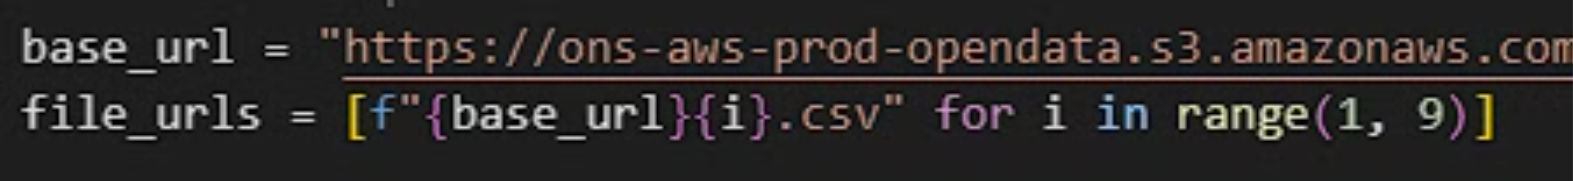 base_url = "https://ons-aws-prod-opendata.s3.amazonaws.com
file_urls = [f"{base_url}{i}.csv" for i in range(1, 9)]